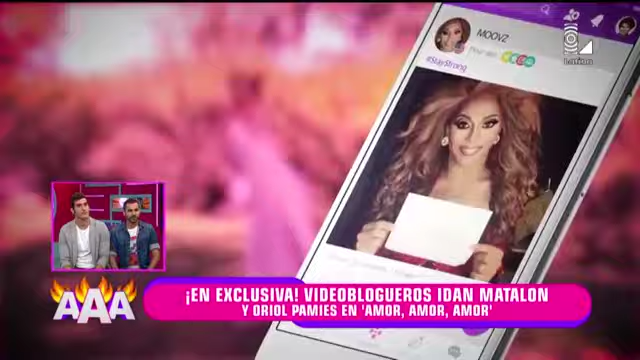 MOOVZ
#StayStrong
Latina
AAA
¡EN EXCLUSIVA! VIDEOBLOGUEROS IDAN MATALON
Y ORIOL PAMIES EN 'AMOR, AMOR, AMOR'